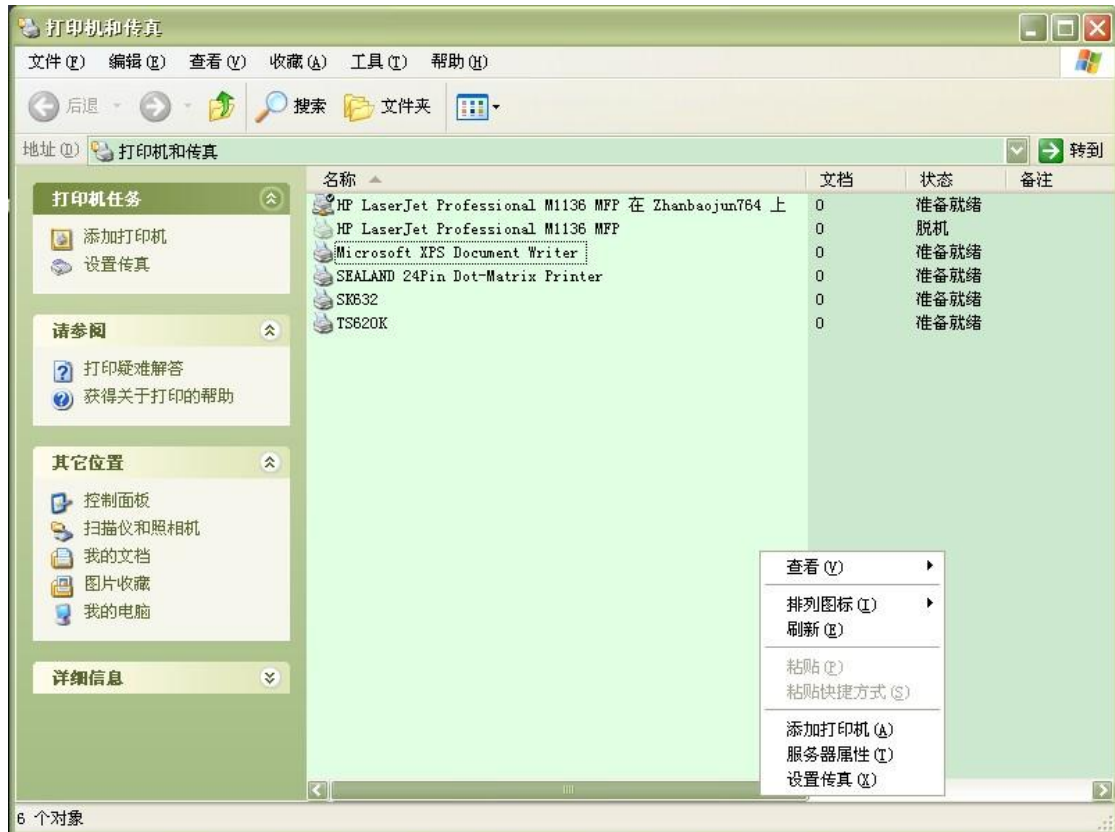 打印机和传真
文件(F) 编辑(E) 查看(V) 收藏(A) 工具(T) 帮助(H)
后退 搜索 文件夹
地址(D) 打印机和传真 转到
打印机任务
添加打印机
设置传真
请参阅
打印疑难解答
获得关于打印的帮助
其它位置
控制面板
扫描仪和照相机
我的文档
图片收藏
我的电脑
详细信息
名称 文档 状态 备注
HP LaserJet Professional M1136 MFP 在 Zhanbaojun764 上 0 准备就绪
HP LaserJet Professional M1136 MFP 0 脱机
Microsoft XPS Document Writer 0 准备就绪
SEALAND 24Pin Dot-Matrix Printer 0 准备就绪
SK632 0 准备就绪
TS620K 0 准备就绪
查看(V)
排列图标(I)
刷新(E)
粘贴(P)
粘贴快捷方式(S)
添加打印机(A)
服务器属性(T)
设置传真(X)
6 个对象